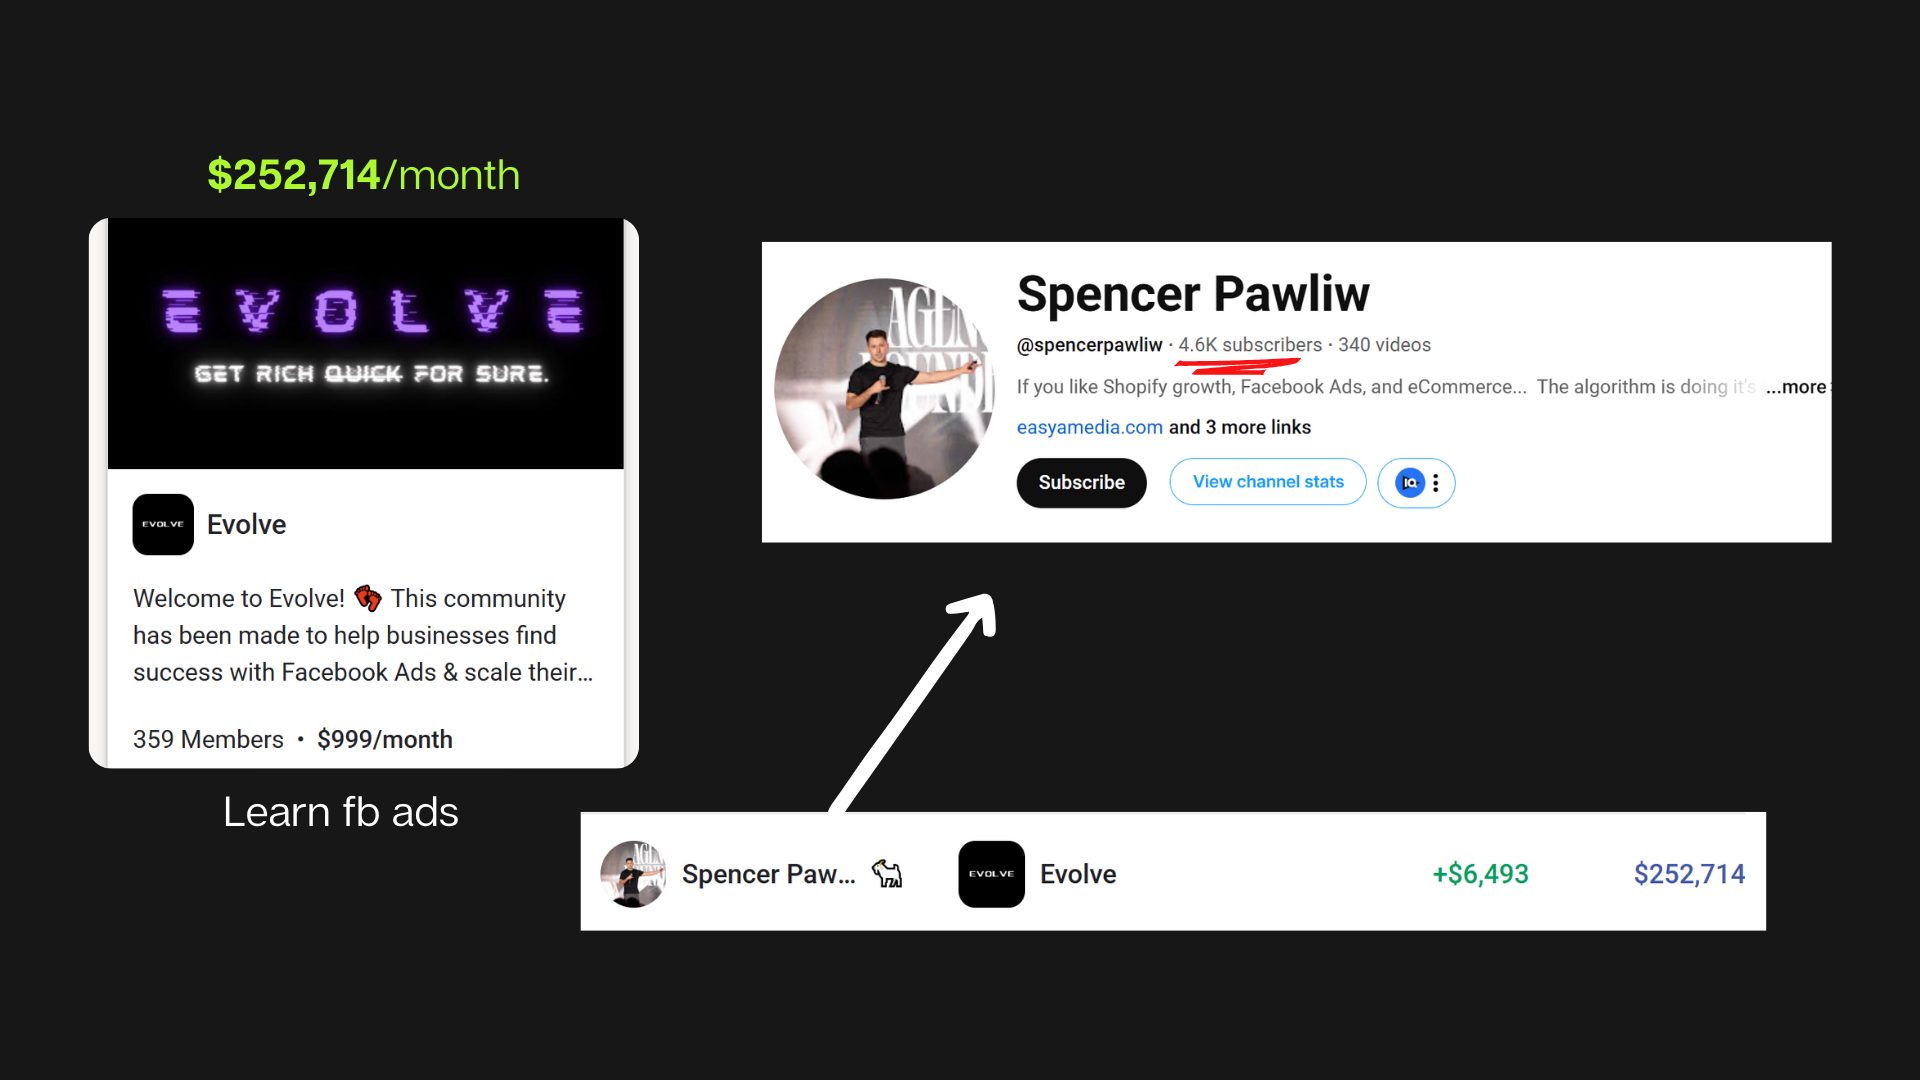 $252,714/month
EVOLVE
GET RICH QUICK FOR SURE.
EVOLVE
Evolve
Welcome to Evolve! 👣 This community
has been made to help businesses find
success with Facebook Ads & scale their...
359 Members • $999/month
Learn fb ads
AGEN
Spencer Pawliw
@spencerpawliw · 4.6K subscribers · 340 videos
If you like Shopify growth, Facebook Ads, and eCommerce... The algorithm is doing it's ...more
easyamedia.com and 3 more links
Subscribe
View channel stats
IQ
Spencer Paw... 🐐
EVOLVE
Evolve
+$6,493
$252,714